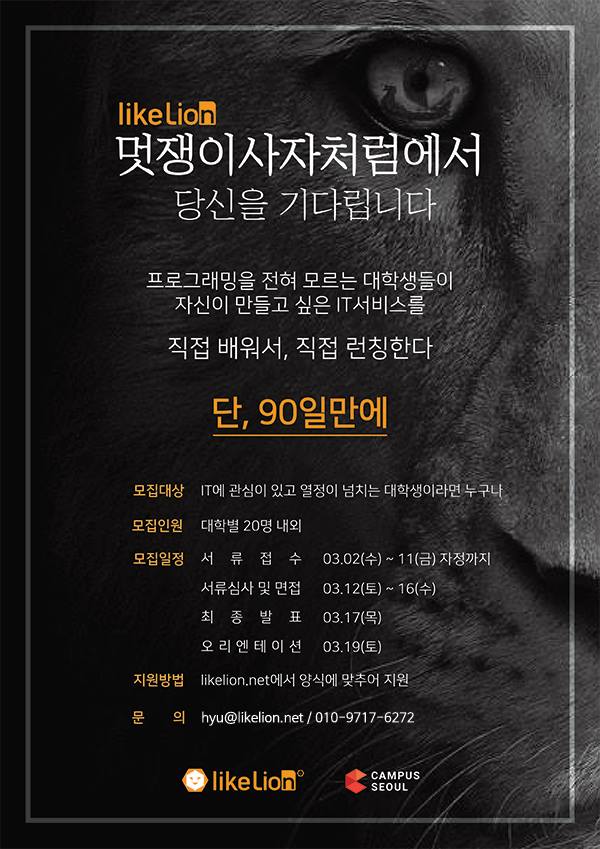 likeLion
멋쟁이사자처럼에서
당신을 기다립니다
프로그래밍을 전혀 모르는 대학생들이
자신이 만들고 싶은 IT서비스를
직접 배워서, 직접 런칭한다
단, 90일만에
모집대상 IT에 관심이 있고 열정이 넘치는 대학생이라면 누구나
모집인원 대학별 20명 내외
모집일정 서 류 접 수 03.02(수) ~ 11(금) 자정까지
서류심사 및 면접 03.12(토) ~ 16(수)
최 종 발 표 03.17(목)
오 리 엔 테 이 션 03.19(토)
지원방법 likelion.net에서 양식에 맞추어 지원
문 의 hyu@likelion.net / 010-9717-6272
likeLion
CAMPUS
SEOUL